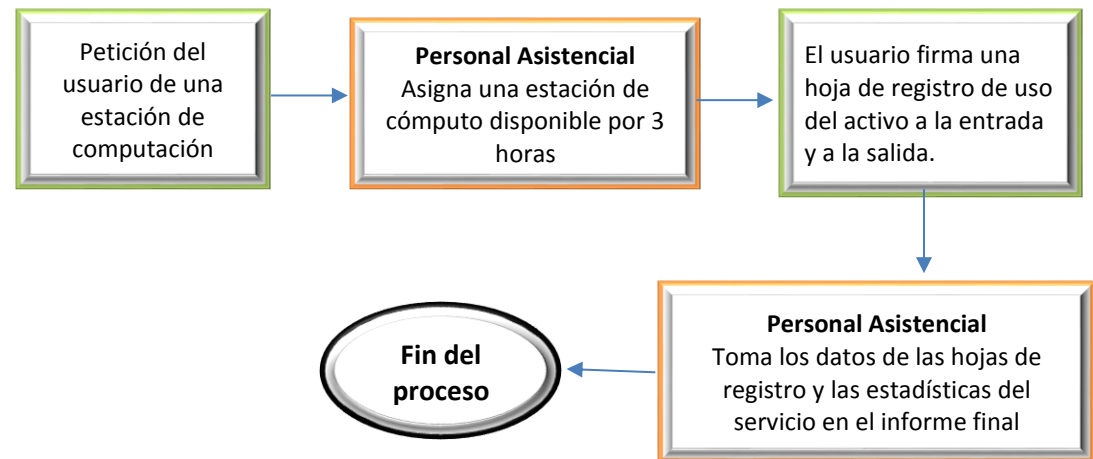 Petición del
usuario de una
estación de
computación
Personal Asistencial
Asigna una estación de
cómputo disponible por 3
horas
El usuario firma una
hoja de registro de uso
del activo a la entrada
y a la salida.
Personal Asistencial
Toma los datos de las hojas de
registro y las estadísticas del
servicio en el informe final
Fin del
proceso